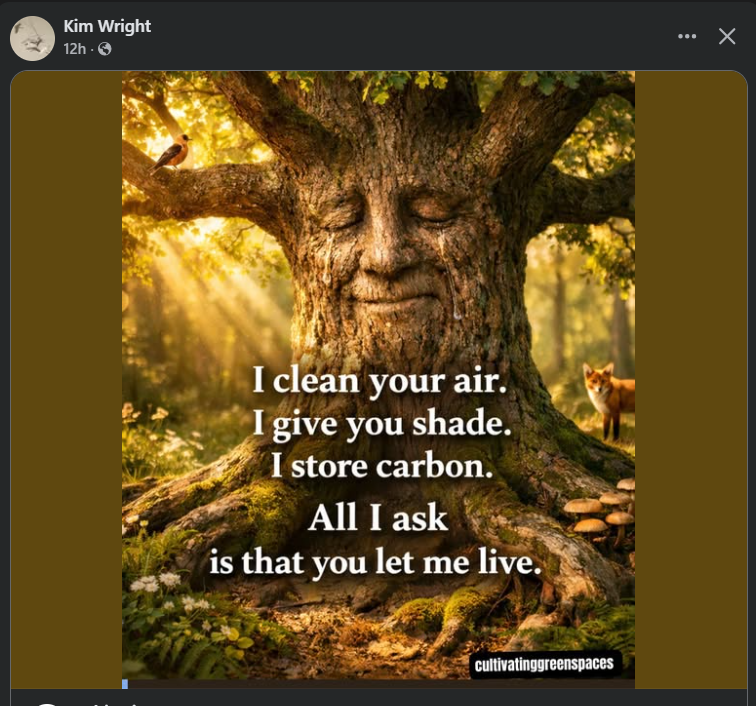 Kim Wright
12h ·
I clean your air.
I give you shade.
I store carbon.
All I ask
is that you let me live.
cultivatinggreenspaces